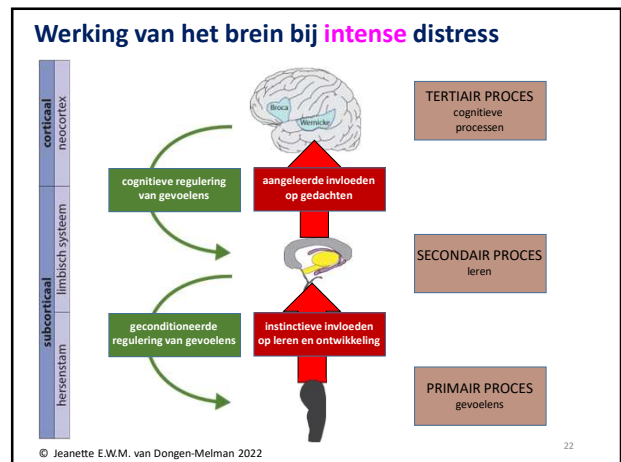 Werking van het brein bij intense distress
corticaal
neocortex
subcorticaal
limbisch systeem
hersenstam
Broca
Wernicke
cognitieve regulering
van gevoelens
aangeleerde invloeden
op gedachten
geconditioneerde
regulering van gevoelens
instinctieve invloeden
op leren en ontwikkeling
TERTIAIR PROCES
cognitieve
processen
SECONDAIR PROCES
leren
PRIMAIR PROCES
gevoelens
© Jeanette E.W.M. van Dongen-Melman 2022
22